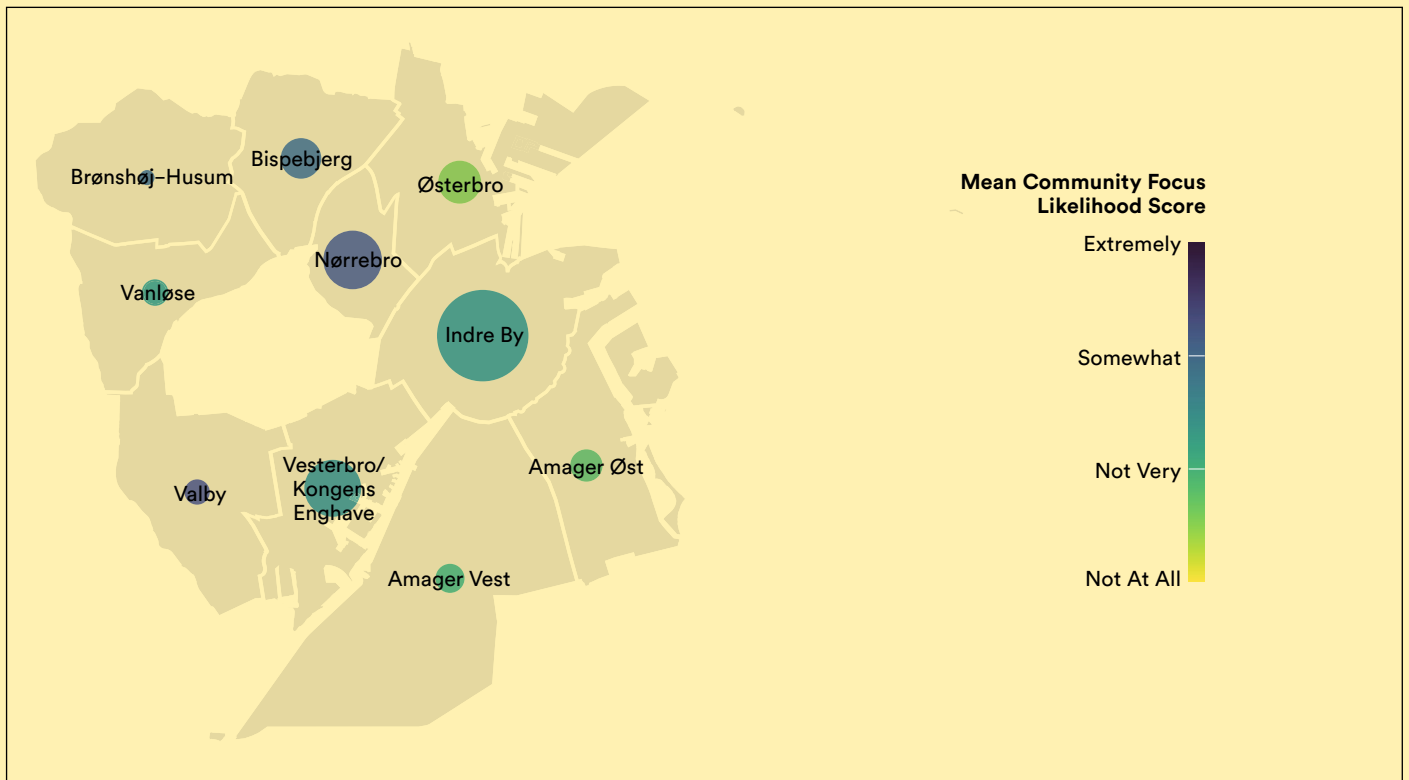 Brønshøj–Husum
Bispebjerg
Østerbro
Nørrebro
Vanløse
Indre By
Valby
Vesterbro/
Kongens
Enghave
Amager Øst
Amager Vest
Mean Community Focus
Likelihood Score
Extremely
Somewhat
Not Very
Not At All